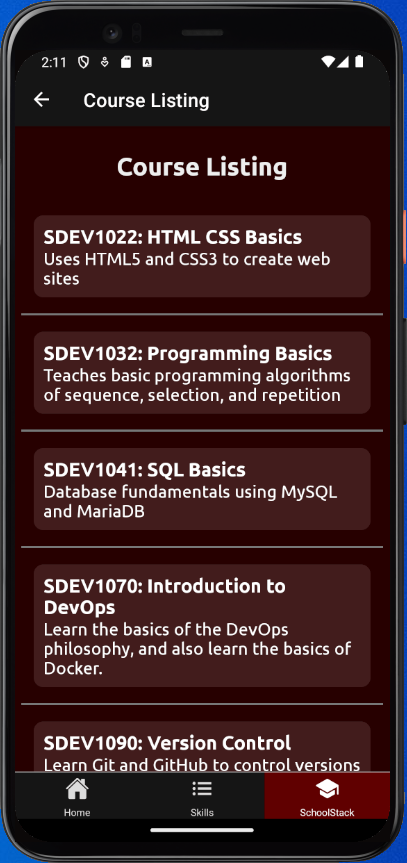 2:11
Course Listing
Course Listing
SDEV1022: HTML CSS Basics
Uses HTML5 and CSS3 to create web
sites
SDEV1032: Programming Basics
Teaches basic programming algorithms
of sequence, selection, and repetition
SDEV1041: SQL Basics
Database fundamentals using MySQL
and MariaDB
SDEV1070: Introduction to
DevOps
Learn the basics of the DevOps
philosophy, and also learn the basics of
Docker.
SDEV1090: Version Control
Learn Git and GitHub to control versions
Home
Skills
SchoolStack